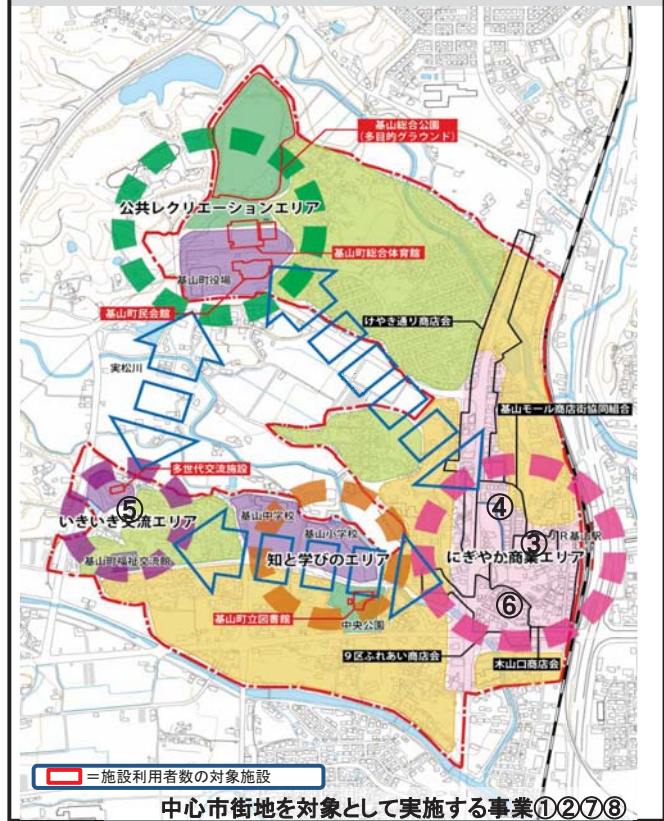 基山総合公園
(多目的グラウンド)
公共レクリエーションエリア
基山町総合体育館
基山町役場
基山町民会館
けやき通り商店会
実松川
基山モール商店街協同組合
多世代交流施設
④
⑤
いきいき交流エリア
基山中学校
基山小学校
③
JR基山駅
にぎやか商業エリア
基山町福祉交流館
知と学びのエリア
⑥
基山町立図書館
中央公園
9区ふれあい商店会
木山口商店会
=施設利用者数の対象施設
中心市街地を対象として実施する事業①②⑦⑧